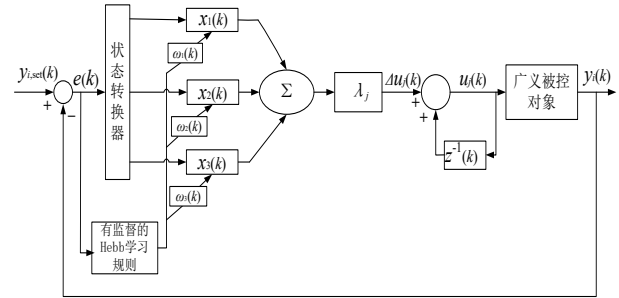 y_{i,set}(k)
+
−
e(k)
状态转换器
有监督的
Hebb学习
规则
x₁(k)
ω₁(k)
x₂(k)
ω₂(k)
x₃(k)
ω₃(k)
Σ
λⱼ
Δuⱼ(k)
+
+
uⱼ(k)
z⁻¹(k)
广义被控
对象
yᵢ(k)